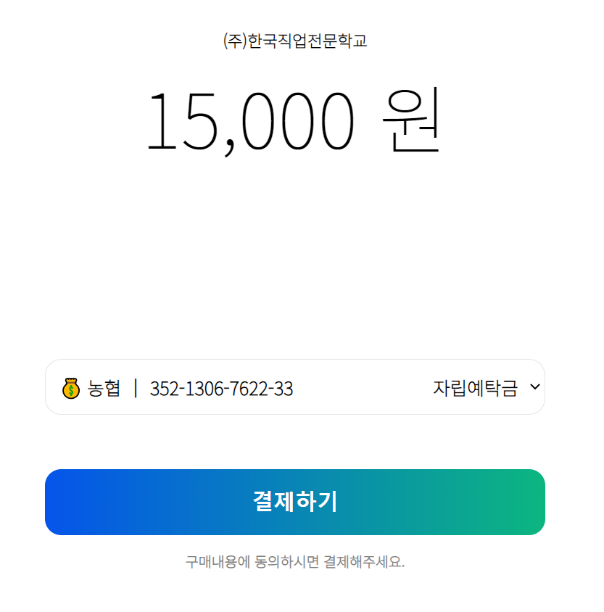 (주)한국직업전문학교
15,000 원
농협 | 352-1306-7622-33 자립예탁금
결제하기
구매내용에 동의하시면 결제해주세요.